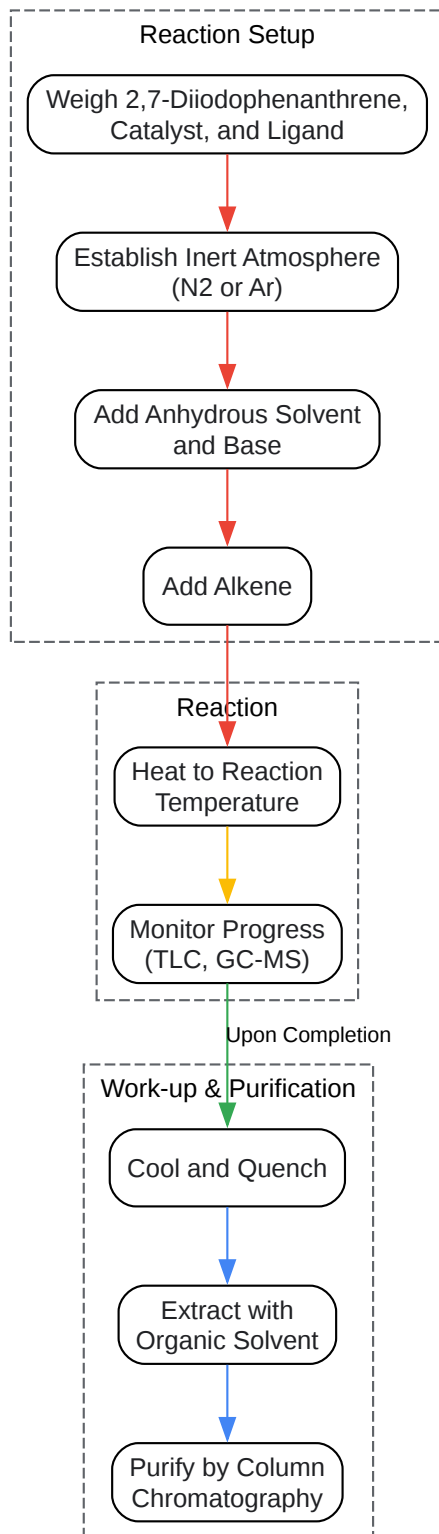 Reaction Setup
Weigh 2,7-Diiodophenanthrene,
Catalyst, and Ligand
Establish Inert Atmosphere
(N2 or Ar)
Add Anhydrous Solvent
and Base
Add Alkene
Reaction
Heat to Reaction
Temperature
Monitor Progress
(TLC, GC-MS)
Upon Completion
Work-up & Purification
Cool and Quench
Extract with
Organic Solvent
Purify by Column
Chromatography